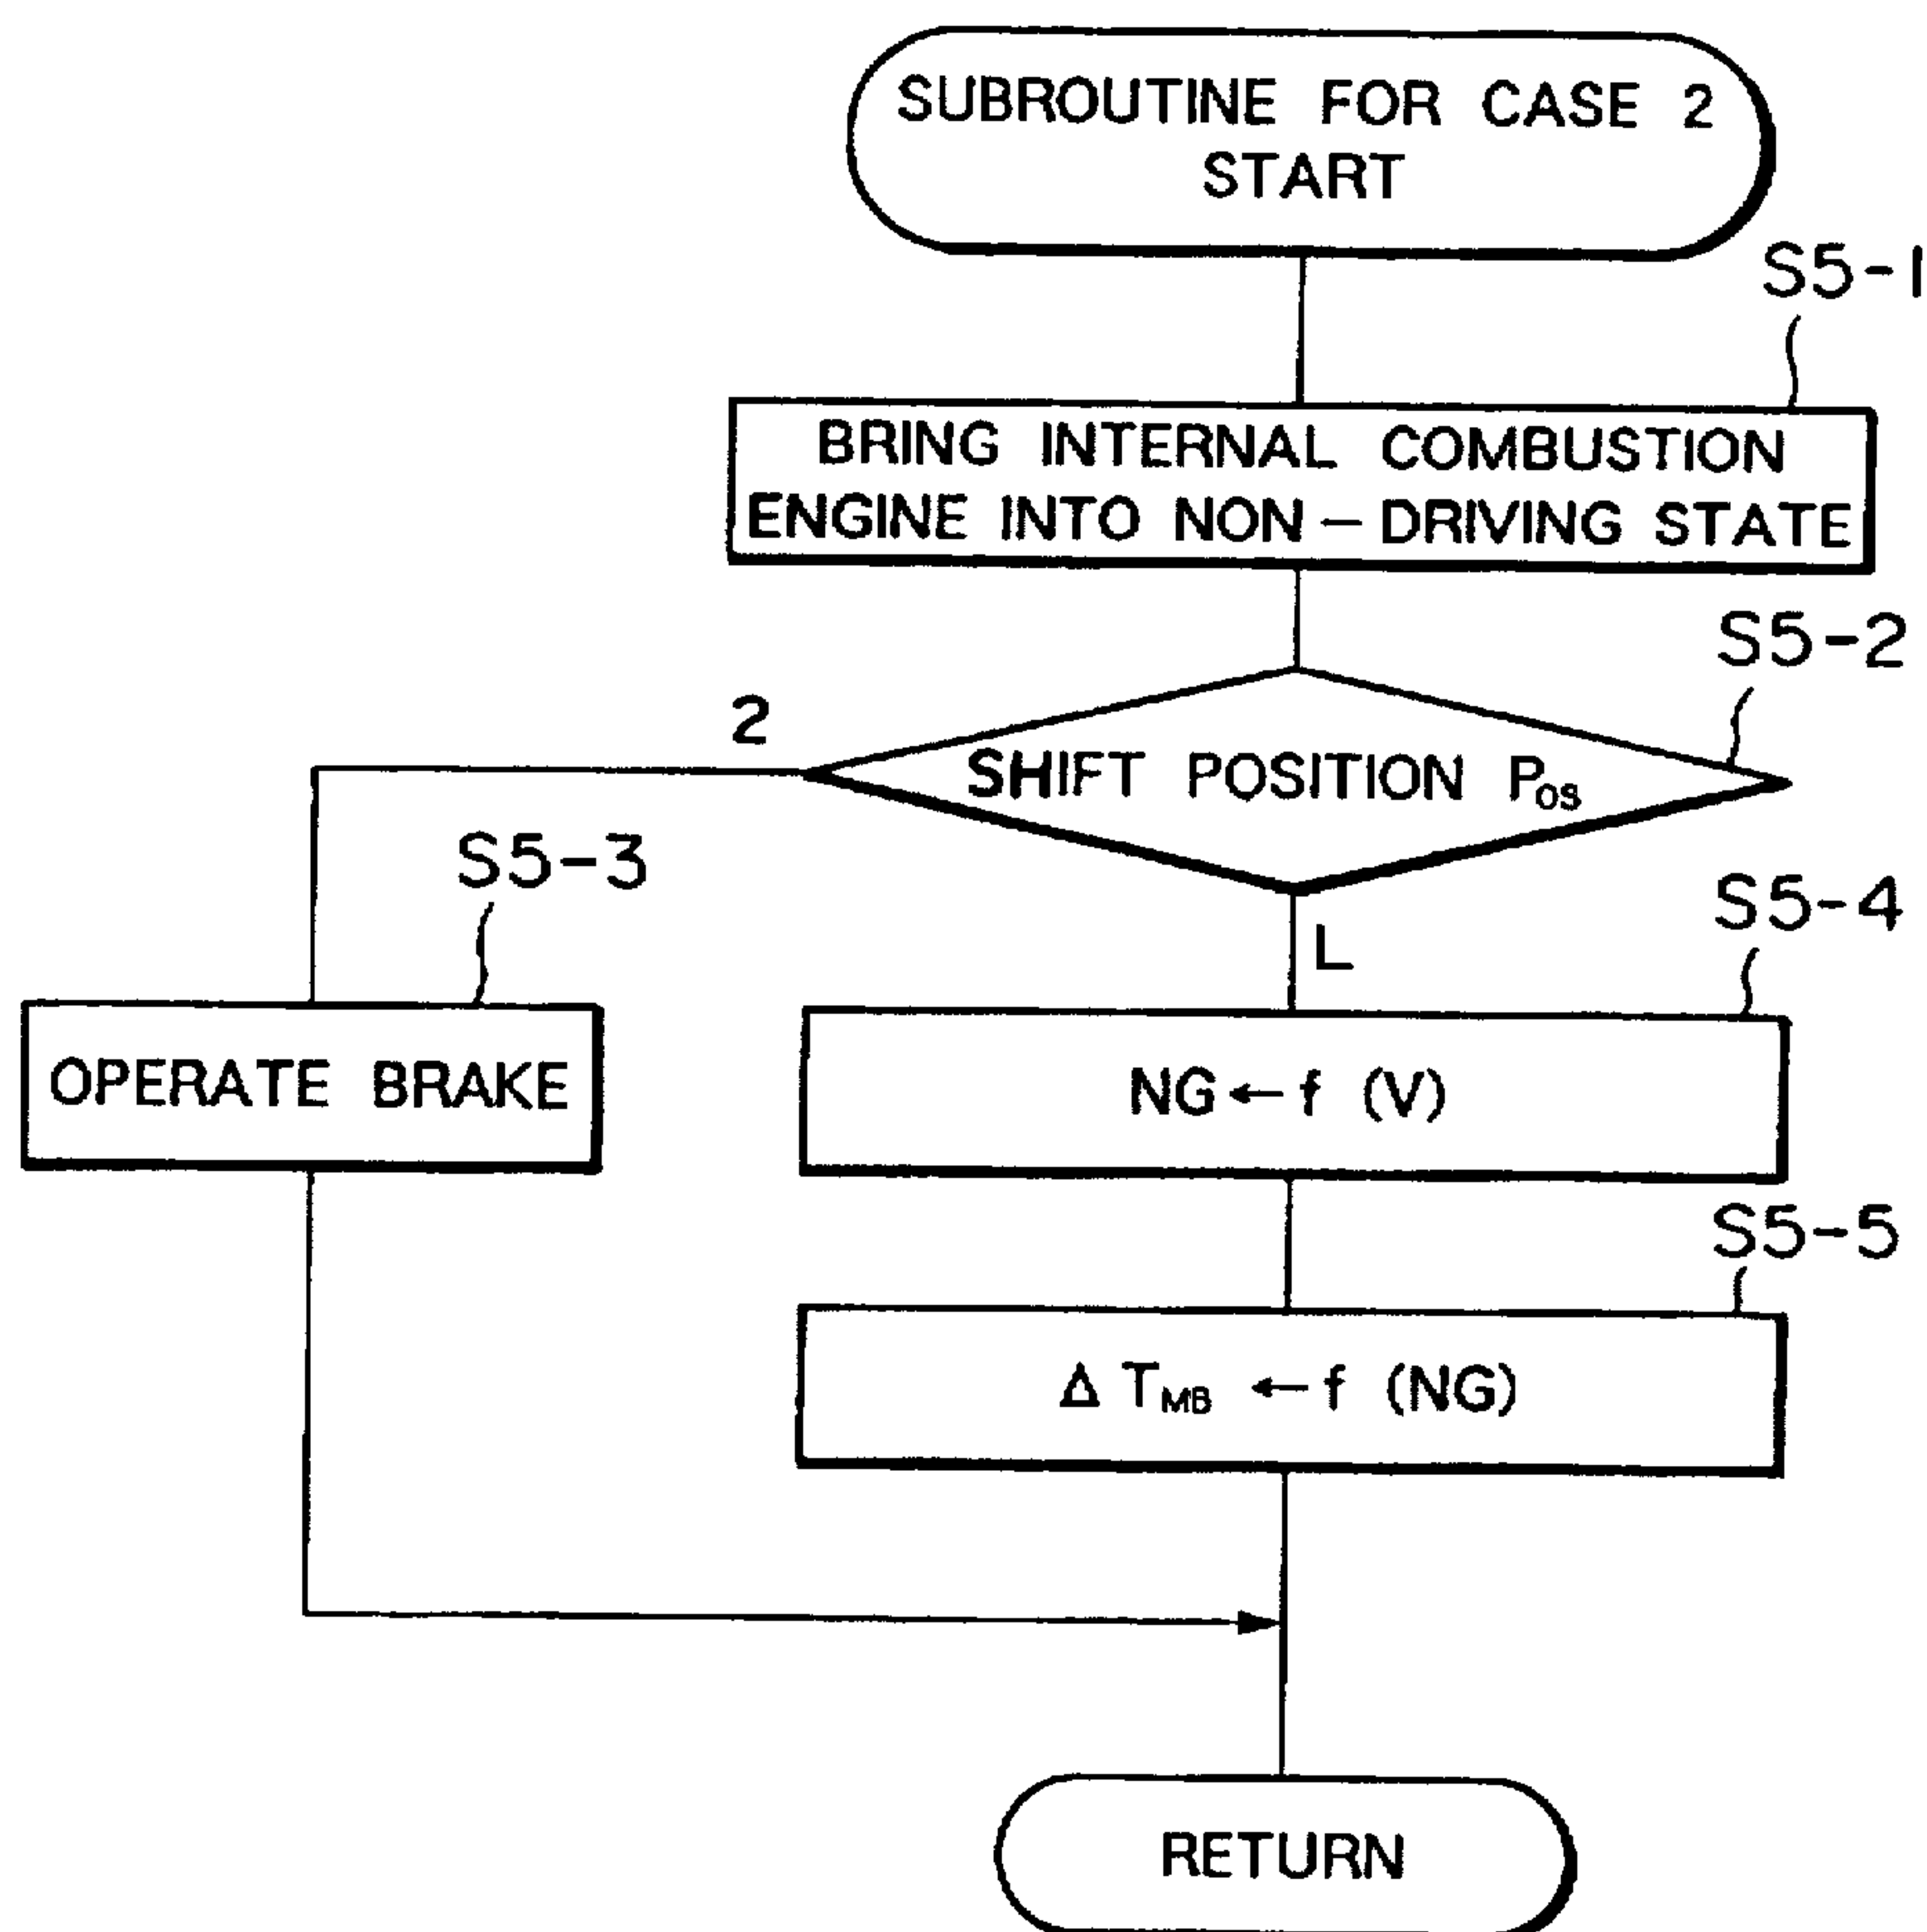 SUBROUTINE FOR CASE 2
START
S5-1
BRING INTERNAL COMBUSTION
ENGINE INTO NON-DRIVING STATE
S5-2
2
SHIFT POSITION Pos
S5-3
S5-4
L
OPERATE BRAKE
NG ← f (V)
S5-5
Δ TMB ← f (NG)
RETURN